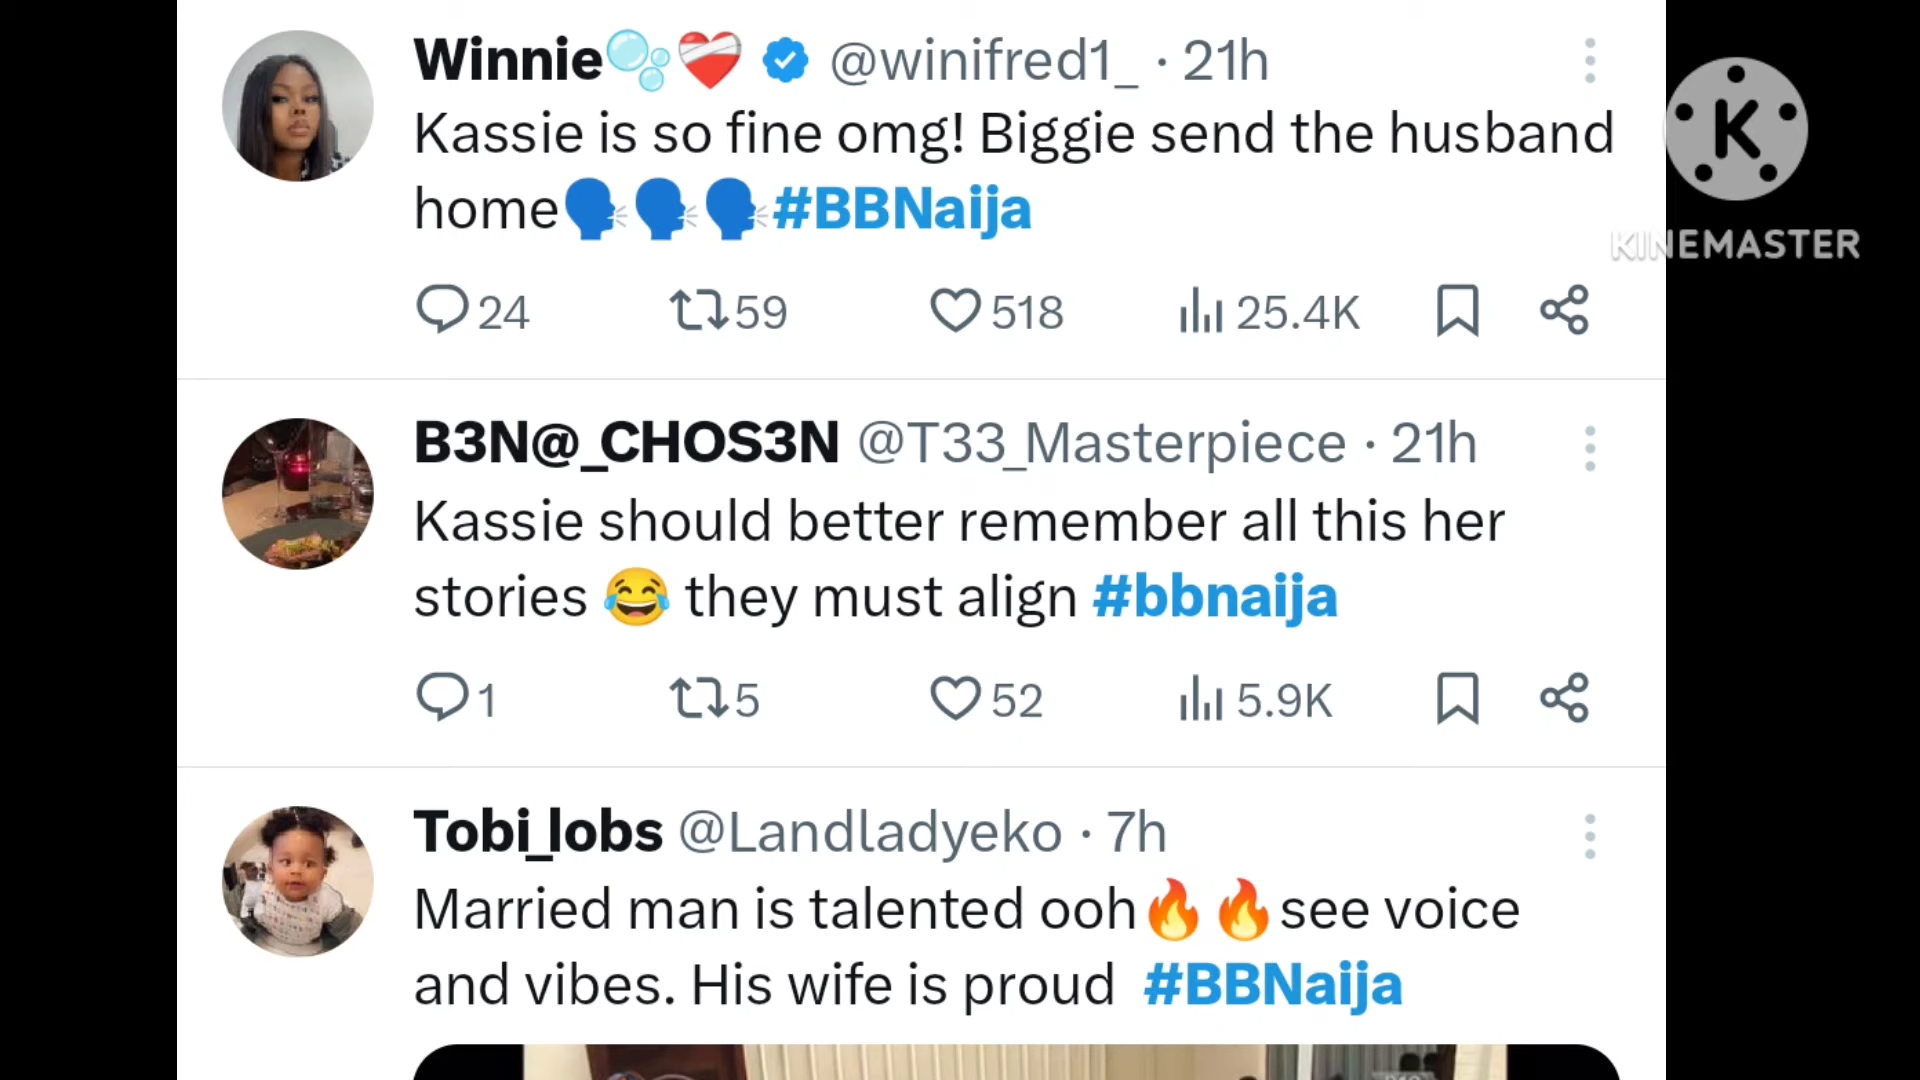 Winnie🫧❤️‍🩹 @winifred1_ · 21h
Kassie is so fine omg! Biggie send the husband
home🗣️🗣️🗣️#BBNaija
24 59 518 25.4K
B3N@_CHOS3N @T33_Masterpiece · 21h
Kassie should better remember all this her
stories 😂 they must align #bbnaija
1 5 52 5.9K
Tobi_lobs @Landladyeko · 7h
Married man is talented ooh🔥🔥see voice
and vibes. His wife is proud #BBNaija
K
KINEMASTER